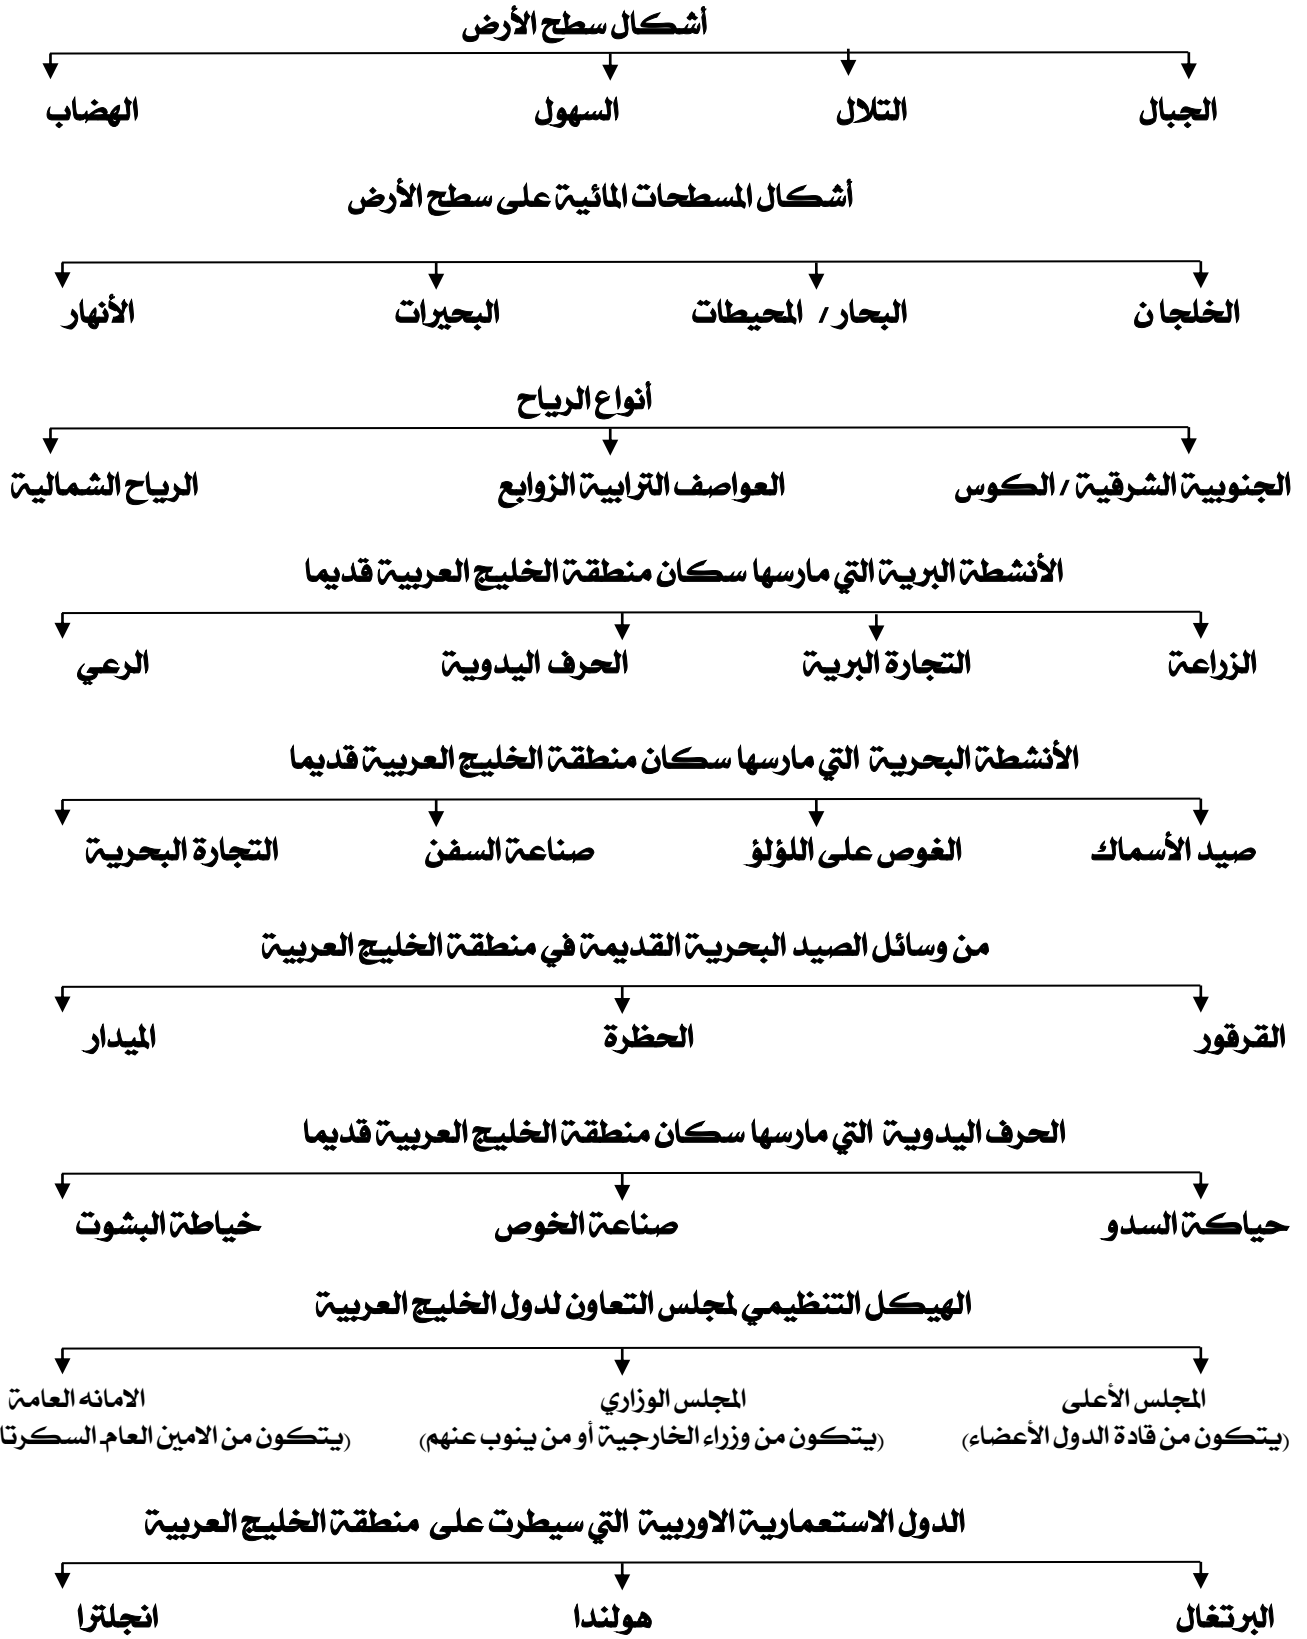 أشكال سطح الأرض
الجبال التلال السهول الهضاب
أشكال المسطحات المائية على سطح الأرض
الخلجا ن البحار / المحيطات البحيرات الأنهار
أنواع الرياح
الجنوبية الشرقية / الكوس العواصف الترابية الزوابع الرياح الشمالية
الأنشطة البرية التي مارسها سكان منطقة الخليج العربية قديما
الزراعة التجارة البرية الحرف اليدوية الرعي
الأنشطة البحرية التي مارسها سكان منطقة الخليج العربية قديما
صيد الأسماك الغوص على اللؤلؤ صناعة السفن التجارة البحرية
من وسائل الصيد البحرية القديمة في منطقة الخليج العربية
القرقور الحظرة الميدار
الحرف اليدوية التي مارسها سكان منطقة الخليج العربية قديما
حياكة السدو صناعة الخوص خياطة البشوت
الهيكل التنظيمي لمجلس التعاون لدول الخليج العربية
المجلس الأعلى المجلس الوزاري الامانه العامة
(يتكون من قادة الدول الأعضاء) (يتكون من وزراء الخارجية أو من ينوب عنهم) (يتكون من الامين العام
الدول الاستعمارية الاوربية التي سيطرت على منطقة الخليج العربية
البرتغال هولندا انجلترا